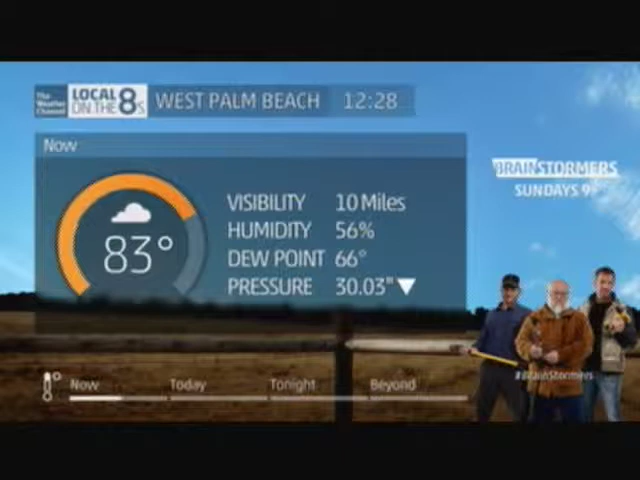 The Weather Channel
LOCAL ON THE 8s
WEST PALM BEACH 12:28
Now
83°
VISIBILITY 10 Miles
HUMIDITY 56%
DEW POINT 66°
PRESSURE 30.03"
BRAINSTORMERS
SUNDAYS 9
#BrainStormers
Now Today Tonight Beyond